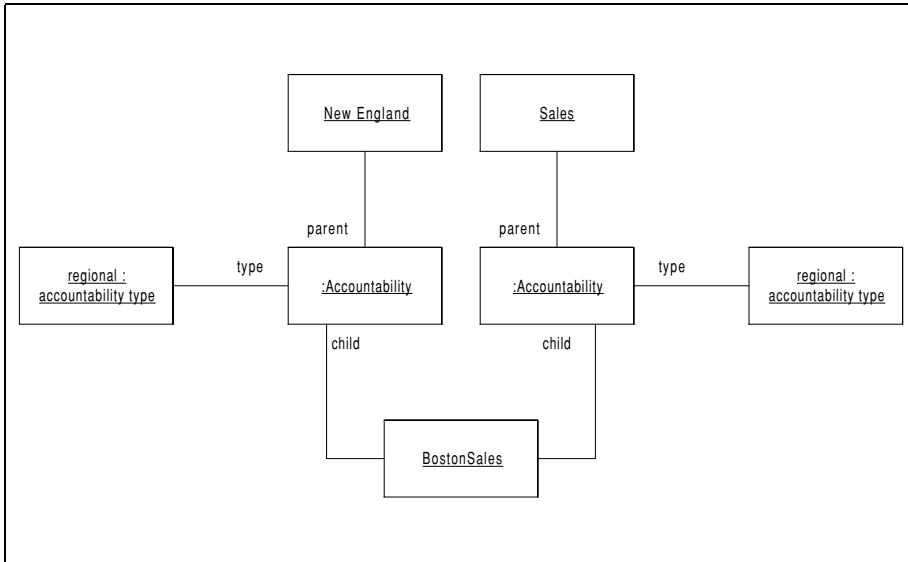 New England
Sales
parent
parent
regional :
accountability type
type
:Accountability
:Accountability
type
regional :
accountability type
child
child
BostonSales